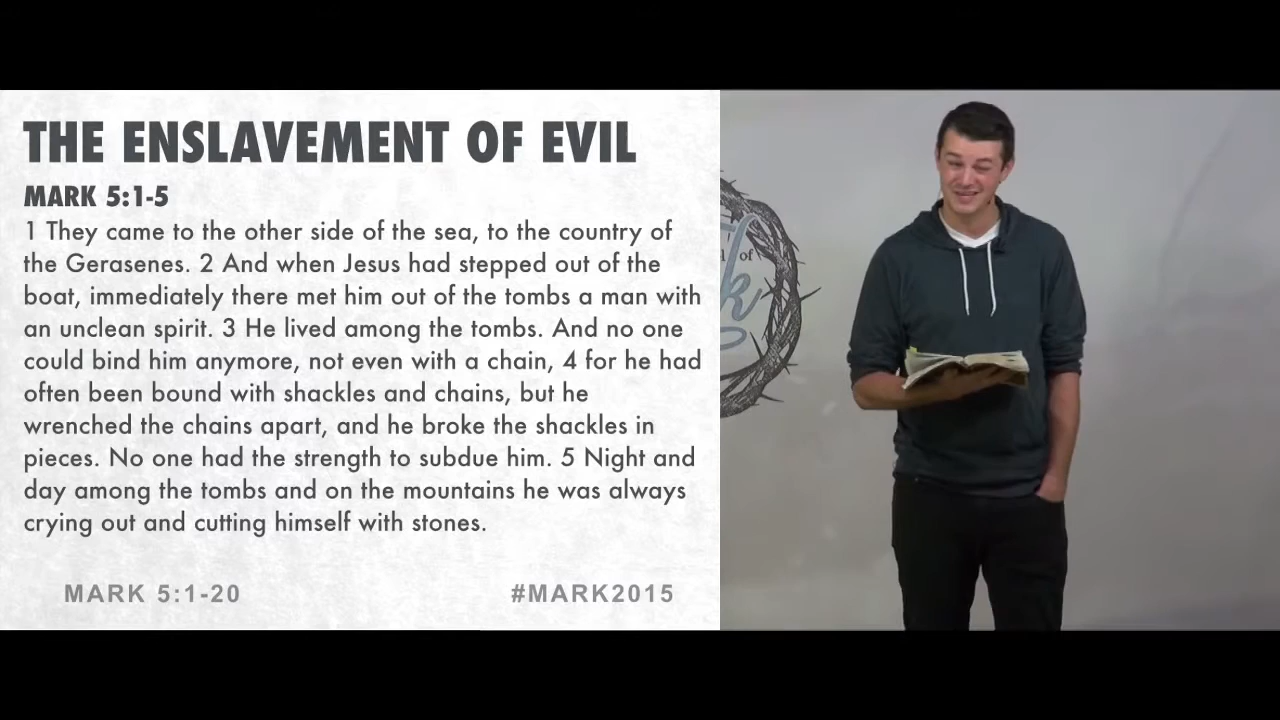 THE ENSLAVEMENT OF EVIL
MARK 5:1-5
1 They came to the other side of the sea, to the country of
the Gerasenes. 2 And when Jesus had stepped out of the
boat, immediately there met him out of the tombs a man with
an unclean spirit. 3 He lived among the tombs. And no one
could bind him anymore, not even with a chain, 4 for he had
often been bound with shackles and chains, but he
wrenched the chains apart, and he broke the shackles in
pieces. No one had the strength to subdue him. 5 Night and
day among the tombs and on the mountains he was always
crying out and cutting himself with stones.
MARK 5:1-20
#MARK2015
of